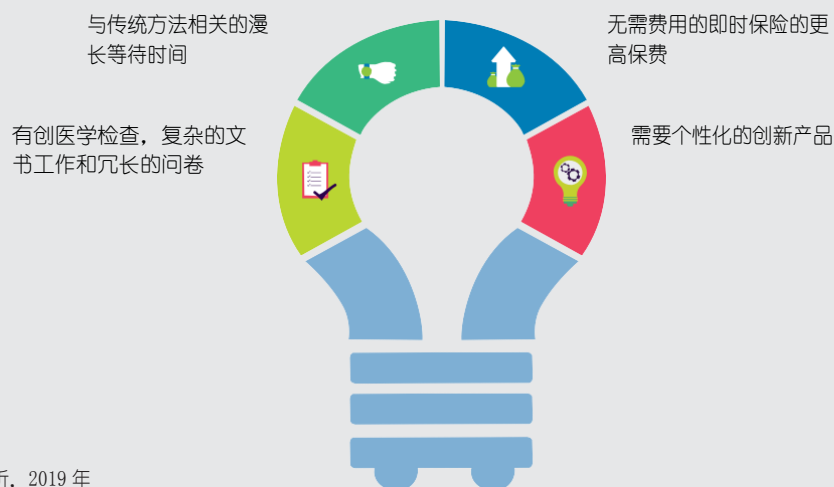 与传统方法相关的漫
长等待时间
无需费用的即时保险的更
高保费
有创医学检查，复杂的文
书工作和冗长的问卷
需要个性化的创新产品
析，2019 年